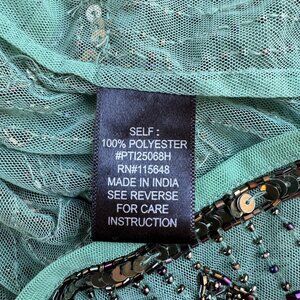 SELF :
100% POLYESTER
#PTI25068H
RN#115648
MADE IN INDIA
SEE REVERSE
FOR CARE
INSTRUCTION